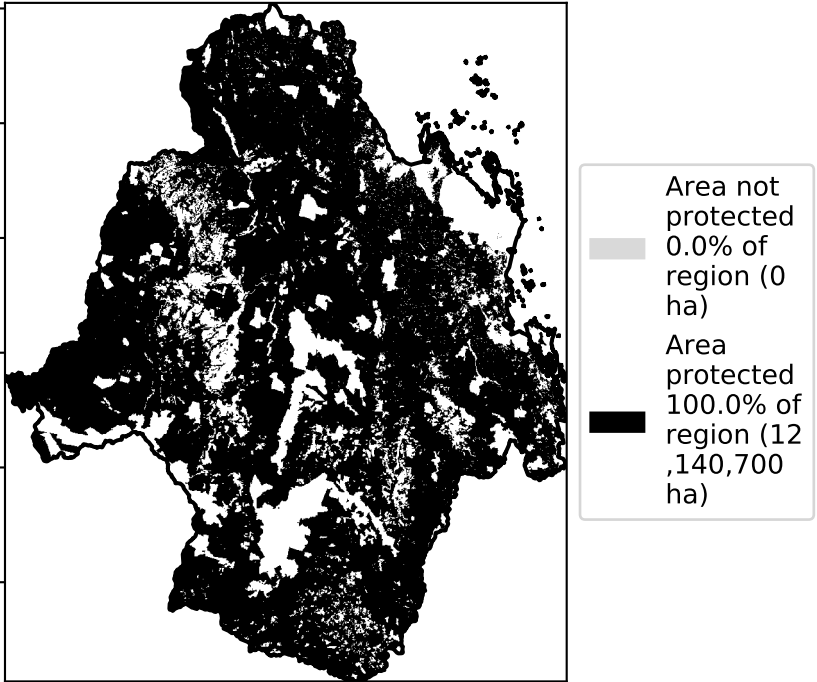 Area not
protected
0.0% of
region (0
ha)
Area
protected
100.0% of
region (12
,140,700
ha)